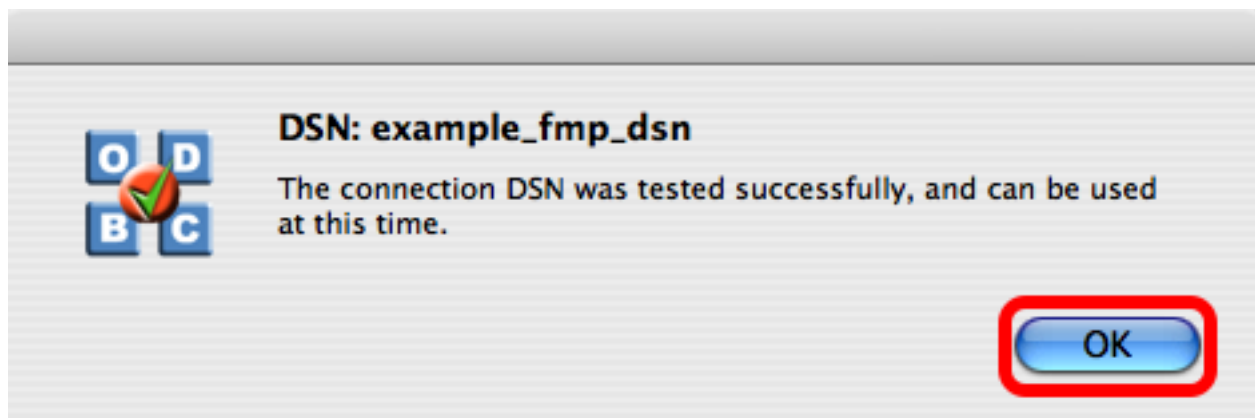 O D
B C
DSN: example_fmp_dsn
The connection DSN was tested successfully, and can be used
at this time.
OK